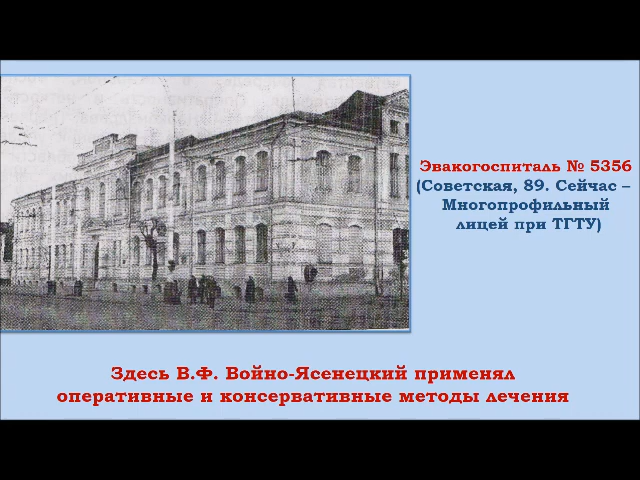 Эвакогоспиталь № 5356
(Советская, 89. Сейчас –
Многопрофильный
лицей при ТГТУ)
Здесь В.Ф. Войно-Ясенецкий применял
оперативные и консервативные методы лечения